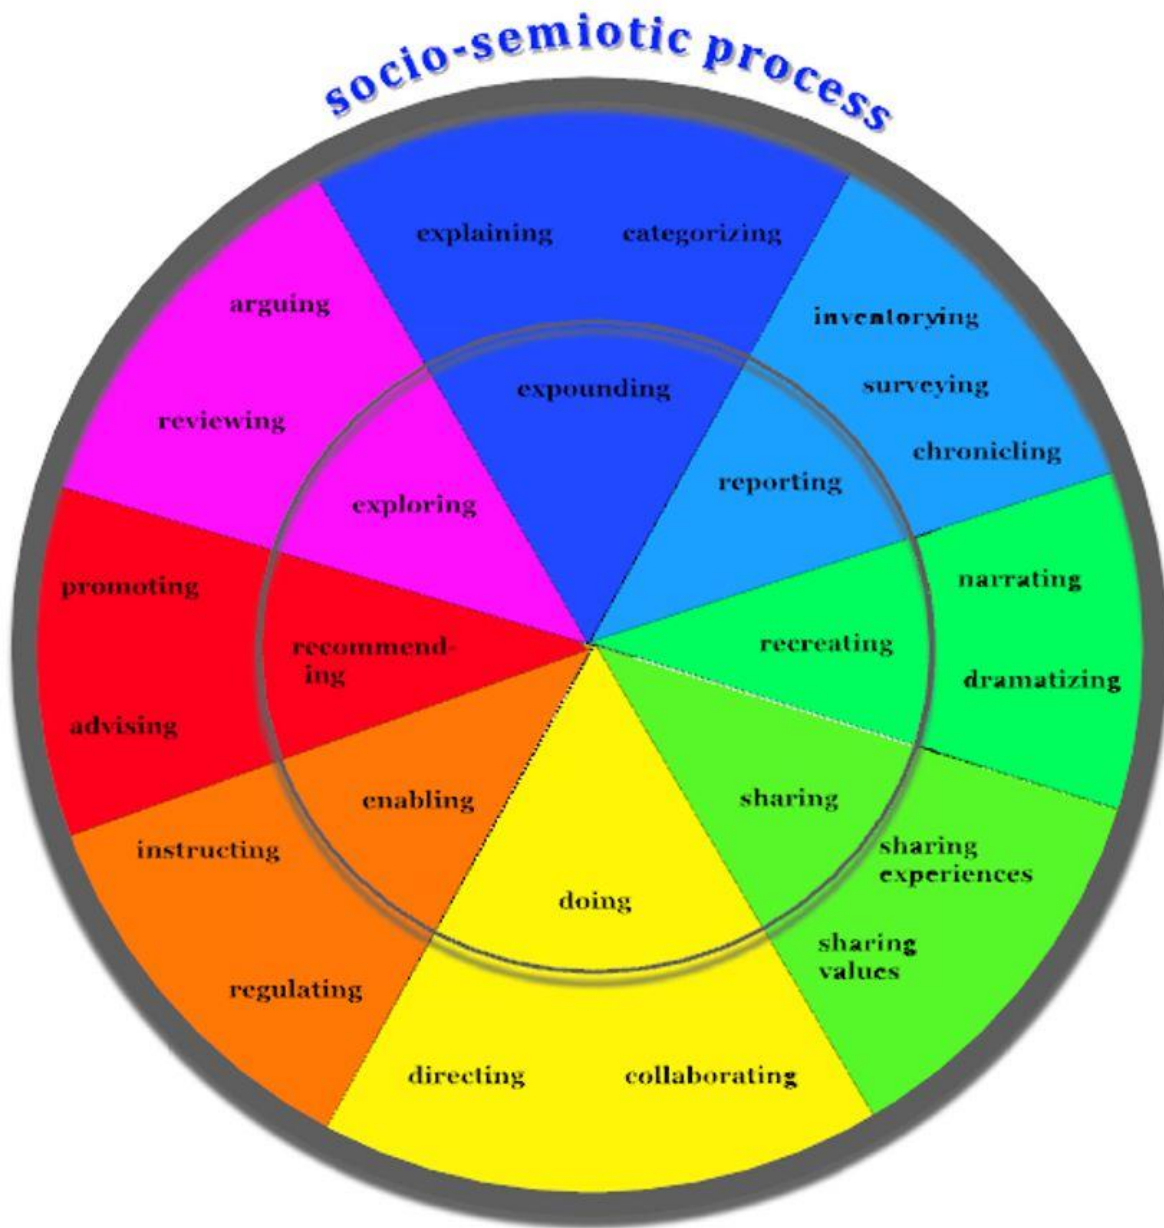 socio-semiotic process
explaining
categorizing
expounding
inventorying
surveying
chronicling
reporting
narrating
dramatizing
recreating
sharing
sharing
experiences
sharing
values
doing
directing
collaborating
enabling
instructing
regulating
recommend-
ing
promoting
advising
exploring
arguing
reviewing